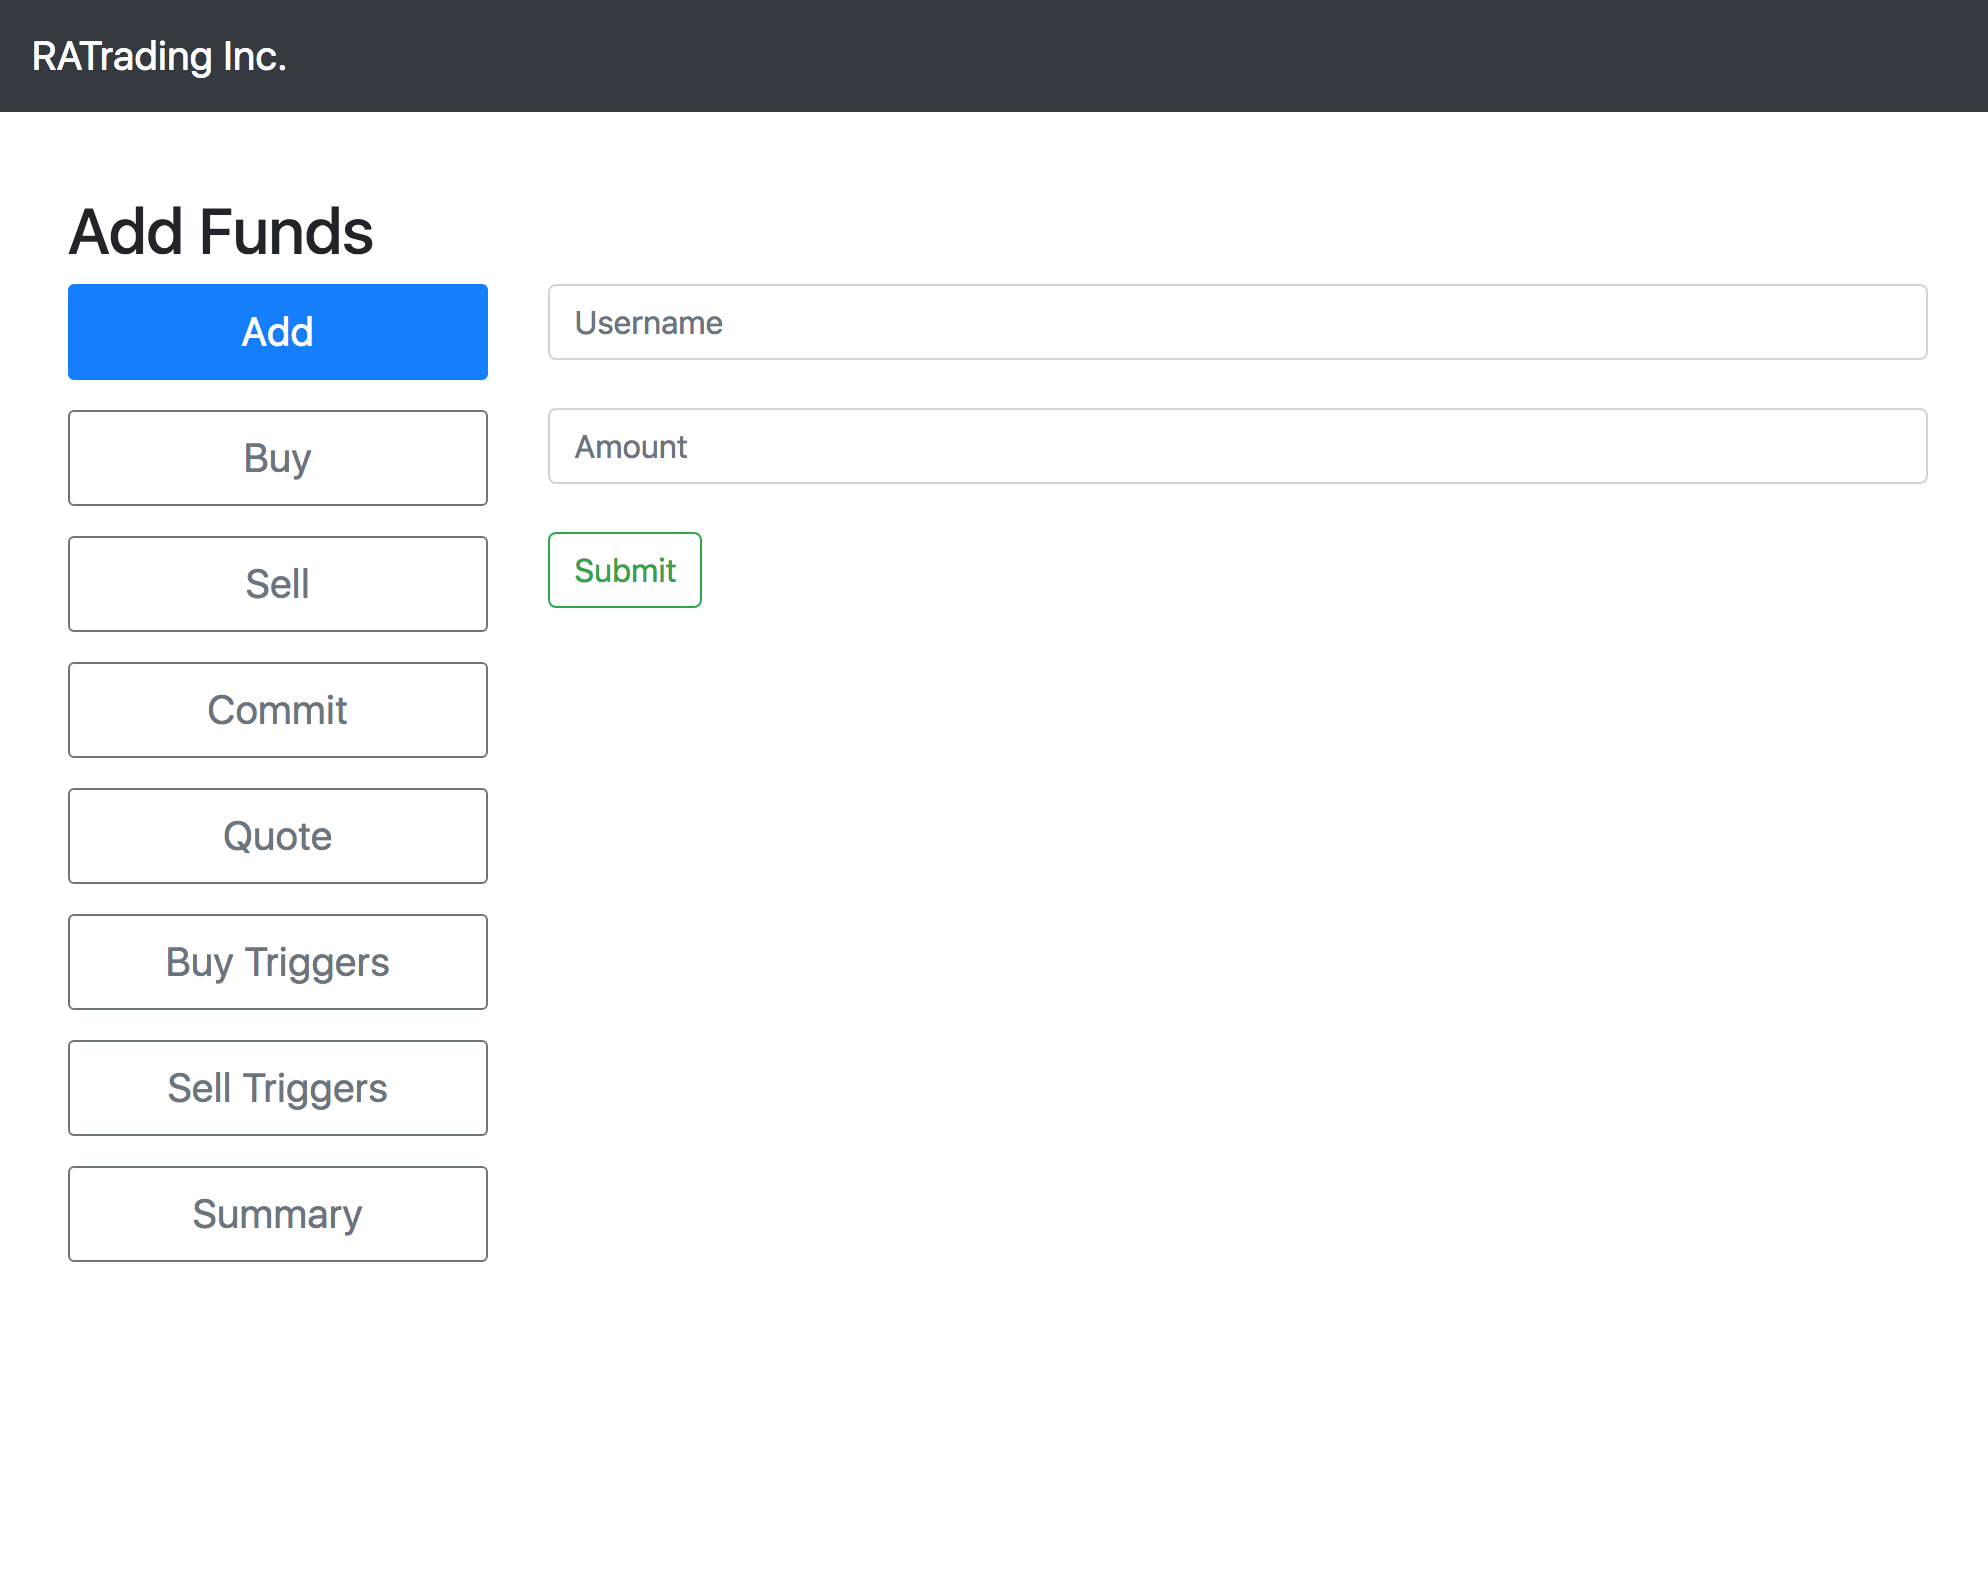 RATrading Inc.
Add Funds
Add
Buy
Sell
Commit
Quote
Buy Triggers
Sell Triggers
Summary
Username
Amount
Submit